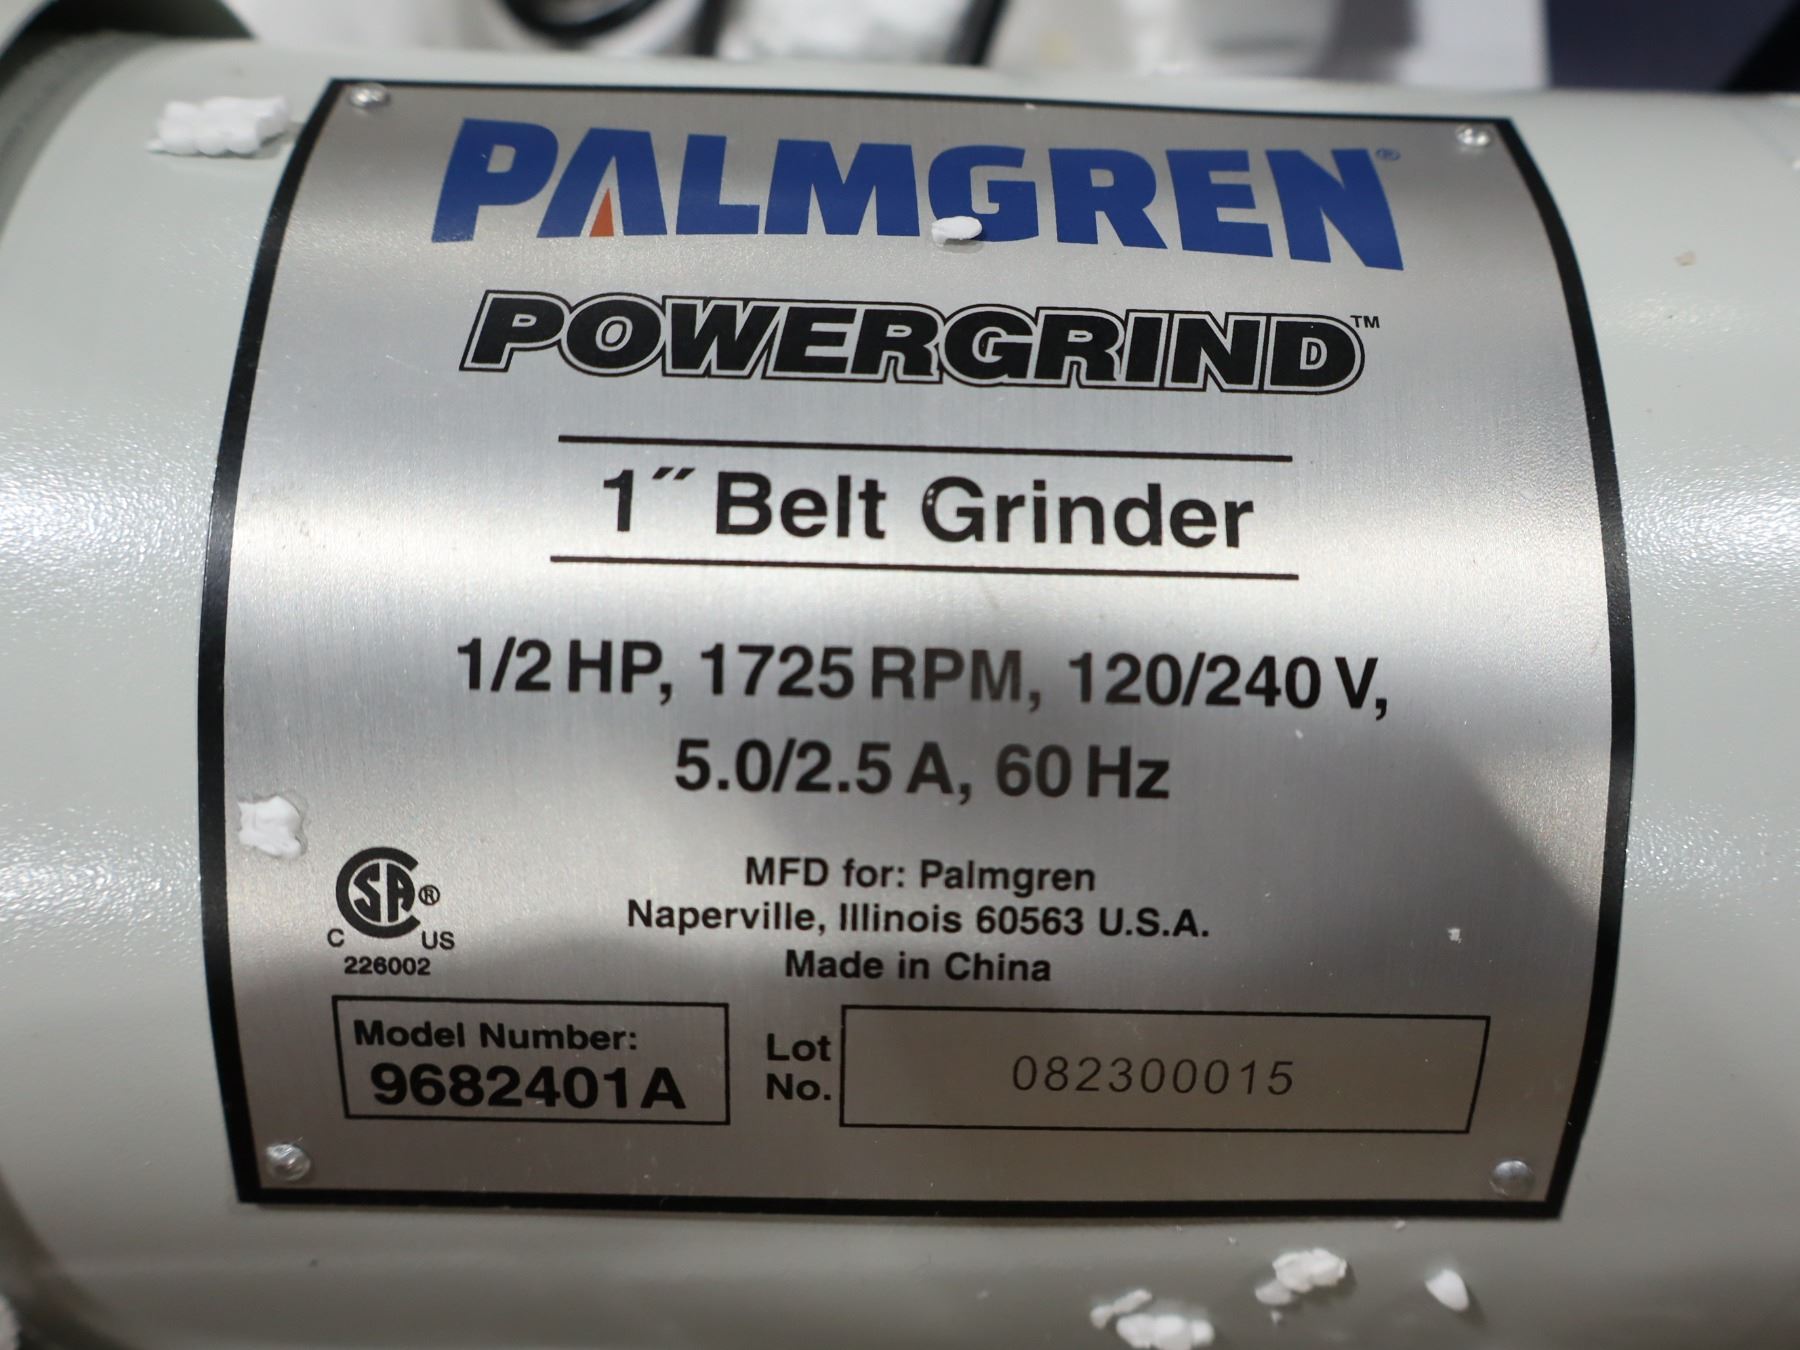 PALMGREN®
POWERGRIND™
1″ Belt Grinder
1/2 HP, 1725 RPM, 120/240 V,
5.0/2.5 A, 60 Hz
SA®
C US
226002
MFD for: Palmgren
Naperville, Illinois 60563 U.S.A.
Made in China
Model Number:
9682401A
Lot
No.
082300015